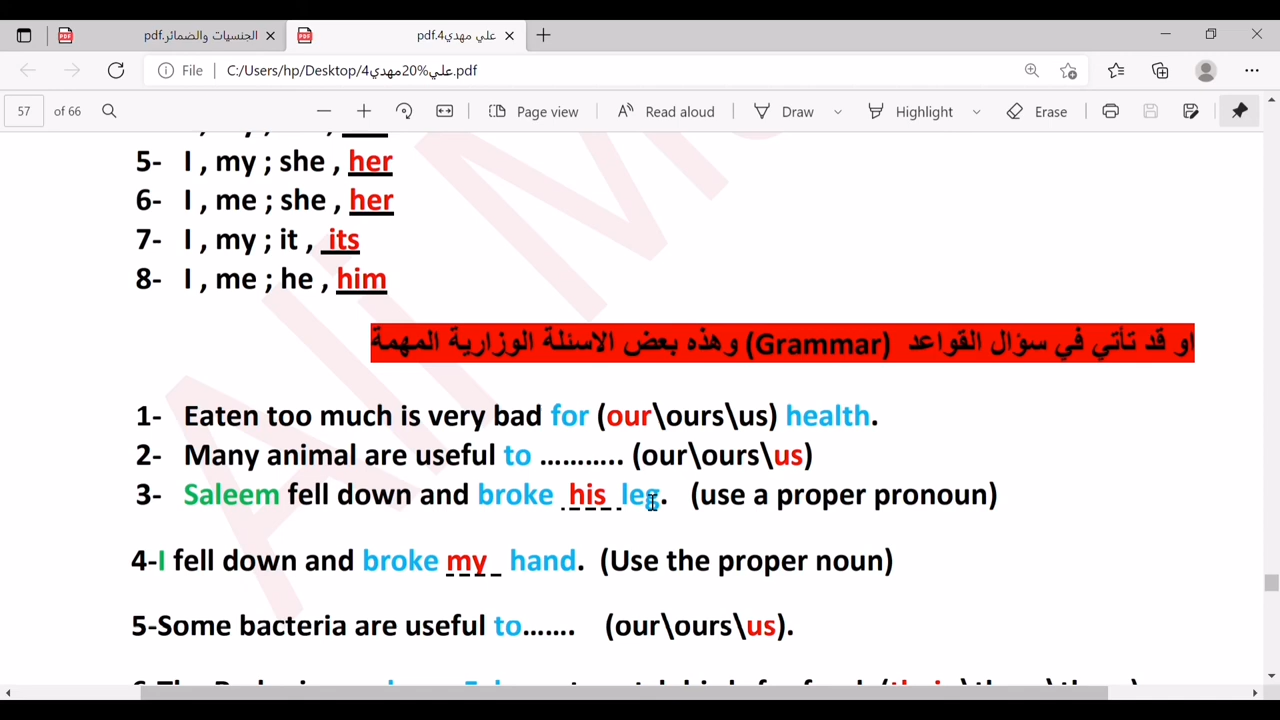 الجنسيات والضمائر.pdf
علي مهدي4.pdf
File C:/Users/hp/Desktop/علي%20مهدي4.pdf
57 of 66 Page view Read aloud Draw Highlight Erase
5- I , my ; she , her
6- I , me ; she , her
7- I , my ; it , its
8- I , me ; he , him
او قد تأتي في سؤال القواعد (Grammar) وهذه بعض الاسئلة الوزارية المهمة
1- Eaten too much is very bad for (our\ours\us) health.
2- Many animal are useful to ……….. (our\ours\us)
3- Saleem fell down and broke his leg. (use a proper pronoun)
4-I fell down and broke my hand. (Use the proper noun)
5-Some bacteria are useful to……. (our\ours\us).